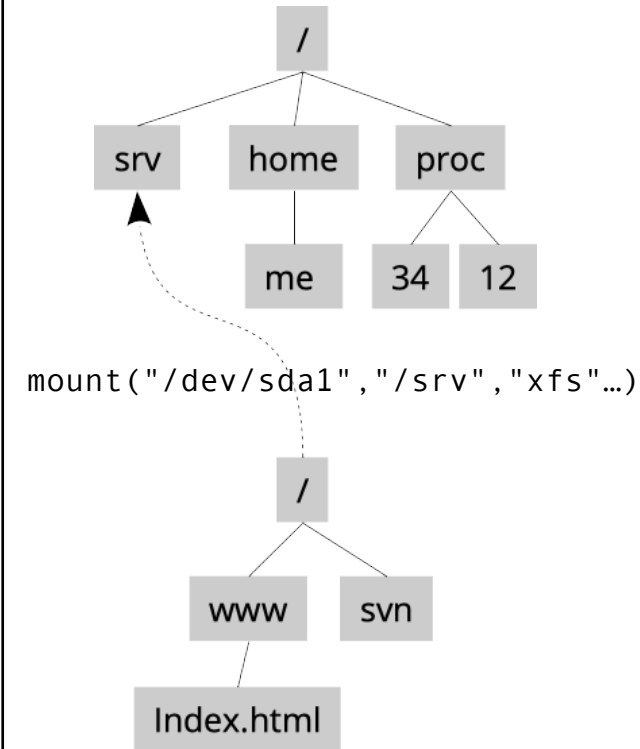 /
srv home proc
me 34 12
mount("/dev/sda1","/srv","xfs"…)
/
www svn
Index.html